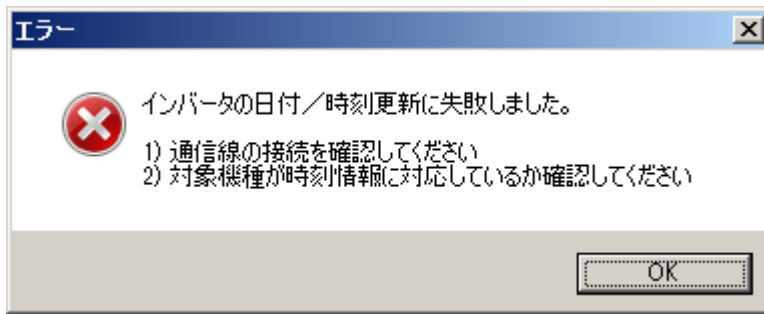 エラー
インバータの日付／時刻更新に失敗しました。
1) 通信線の接続を確認してください
2) 対象機種が時刻情報に対応しているか確認してください
OK